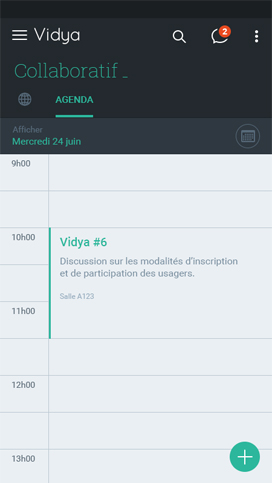 Vidya
2
Collaboratif _
AGENDA
Afficher
Mercredi 24 juin
9h00
10h00
Vidya #6
Discussion sur les modalités d'inscription
et de participation des usagers.
Salle A123
11h00
12h00
13h00